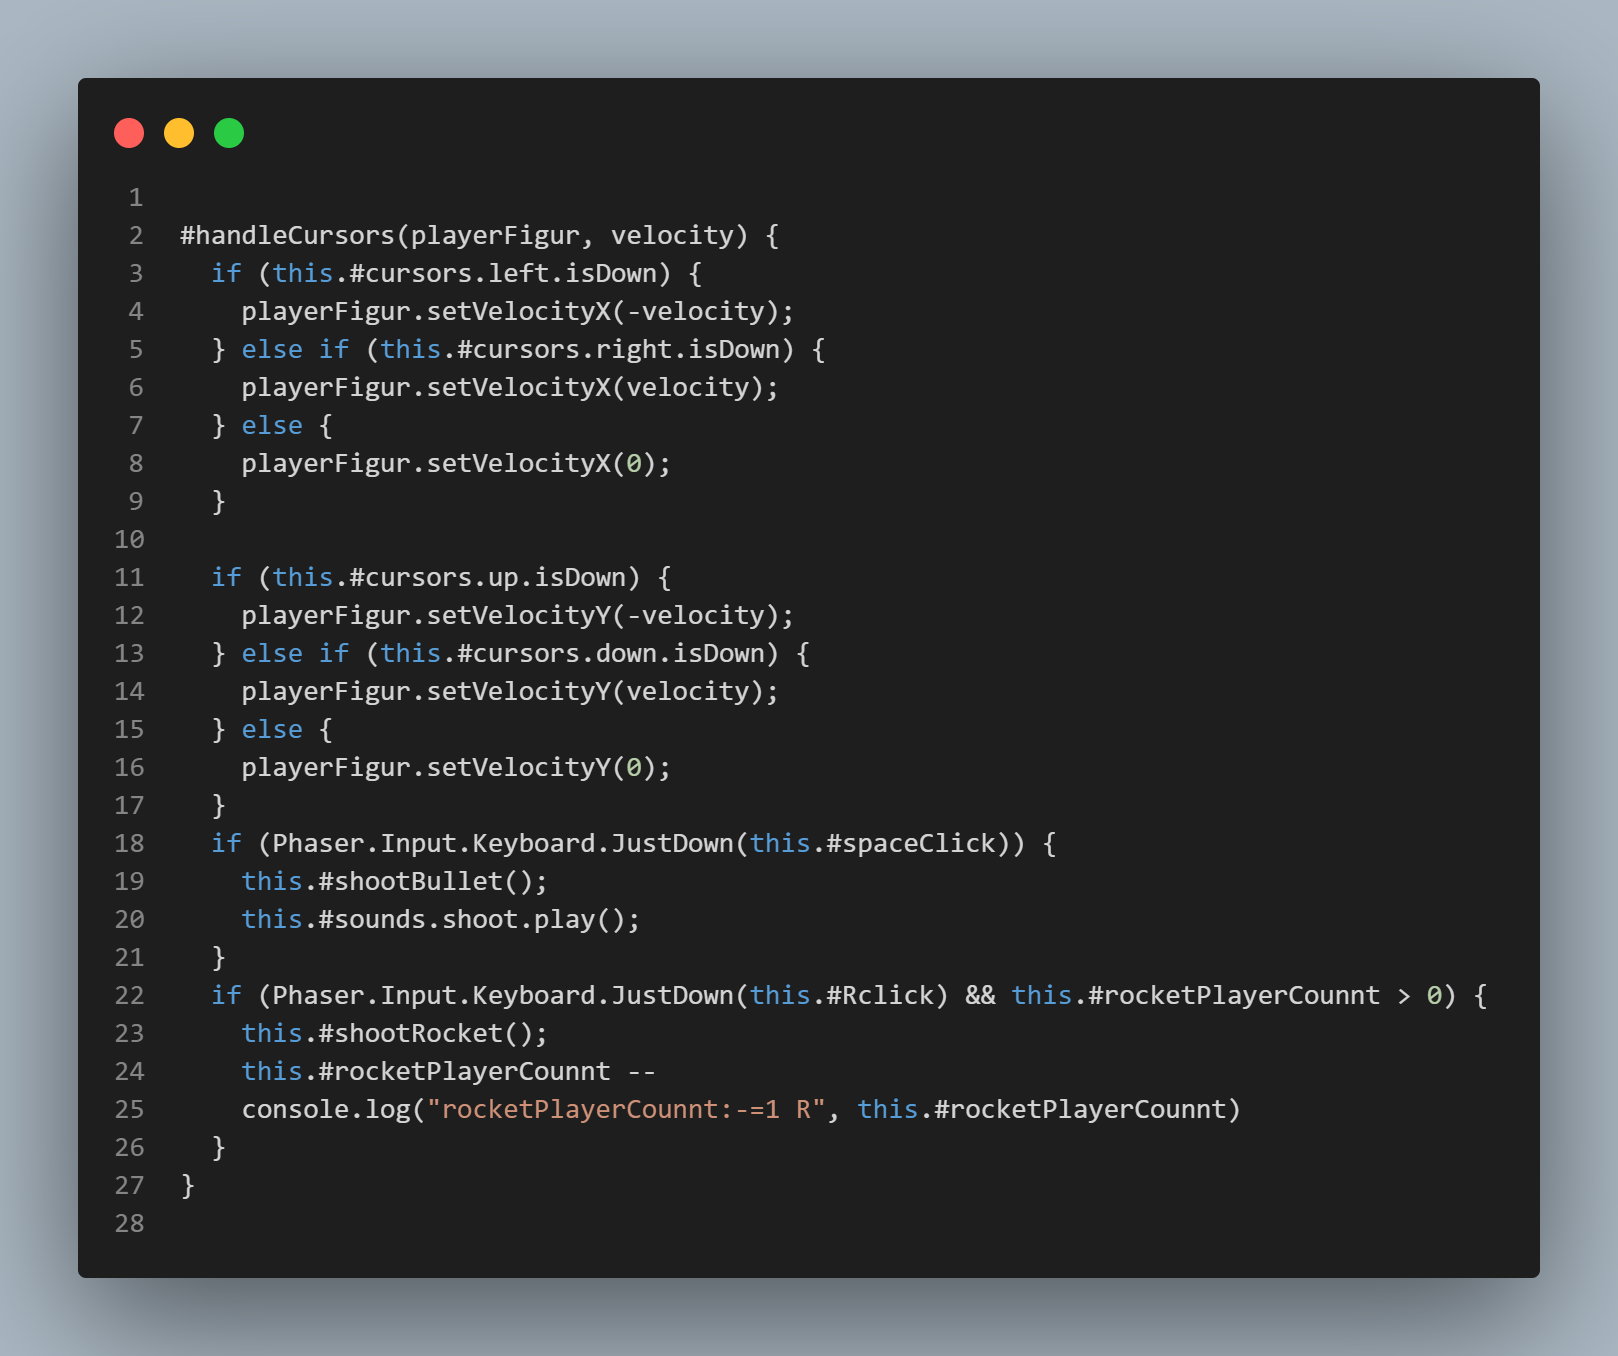 1
2 #handleCursors(playerFigur, velocity) {
3   if (this.#cursors.left.isDown) {
4     playerFigur.setVelocityX(-velocity);
5   } else if (this.#cursors.right.isDown) {
6     playerFigur.setVelocityX(velocity);
7   } else {
8     playerFigur.setVelocityX(0);
9   }
10
11   if (this.#cursors.up.isDown) {
12     playerFigur.setVelocityY(-velocity);
13   } else if (this.#cursors.down.isDown) {
14     playerFigur.setVelocityY(velocity);
15   } else {
16     playerFigur.setVelocityY(0);
17   }
18   if (Phaser.Input.Keyboard.JustDown(this.#spaceClick)) {
19     this.#shootBullet();
20     this.#sounds.shoot.play();
21   }
22   if (Phaser.Input.Keyboard.JustDown(this.#Rclick) && this.#rocketPlayerCounnt > 0) {
23     this.#shootRocket();
24     this.#rocketPlayerCounnt --
25     console.log("rocketPlayerCounnt:-=1 R", this.#rocketPlayerCounnt)
26   }
27 }
28